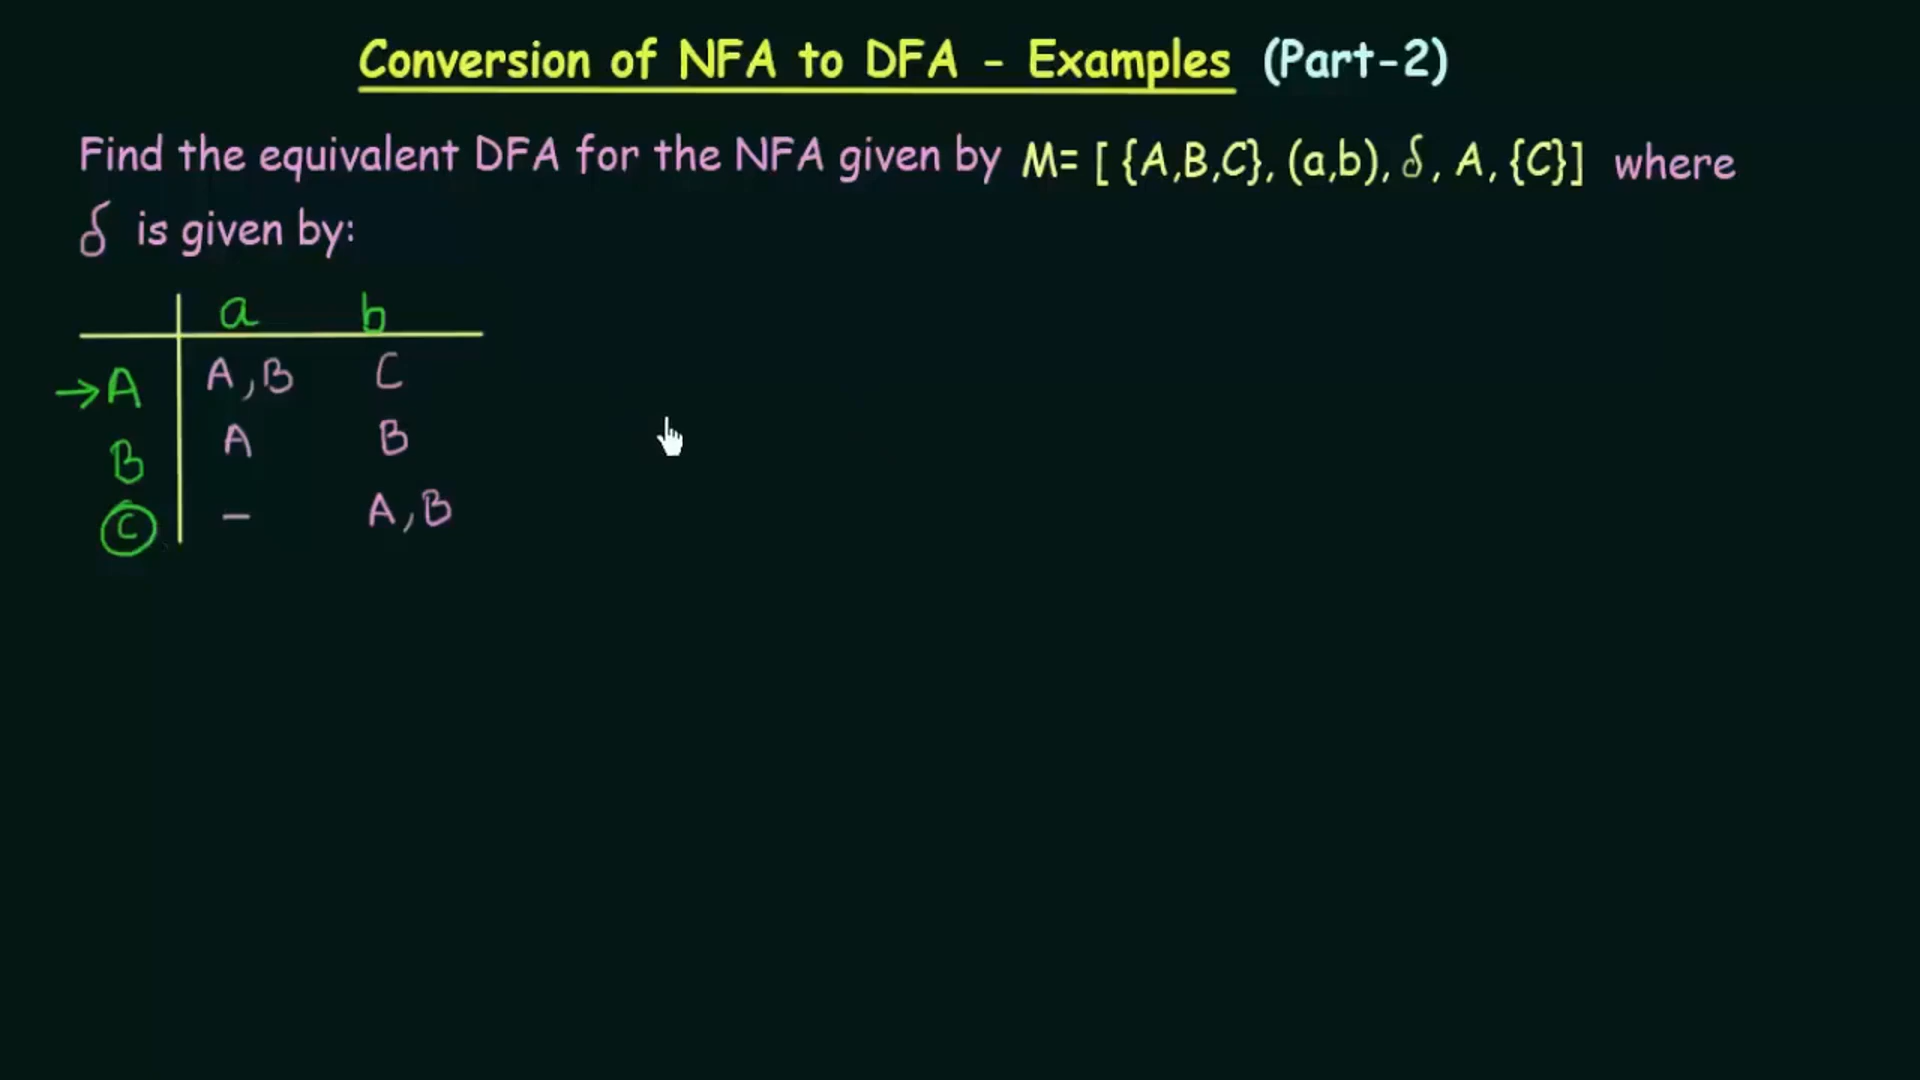 Conversion of NFA to DFA - Examples (Part-2)
Find the equivalent DFA for the NFA given by M= [ {A,B,C}, (a,b), δ, A, {C}] where
δ is given by:
a b
→A A,B C
B A B
C - A,B